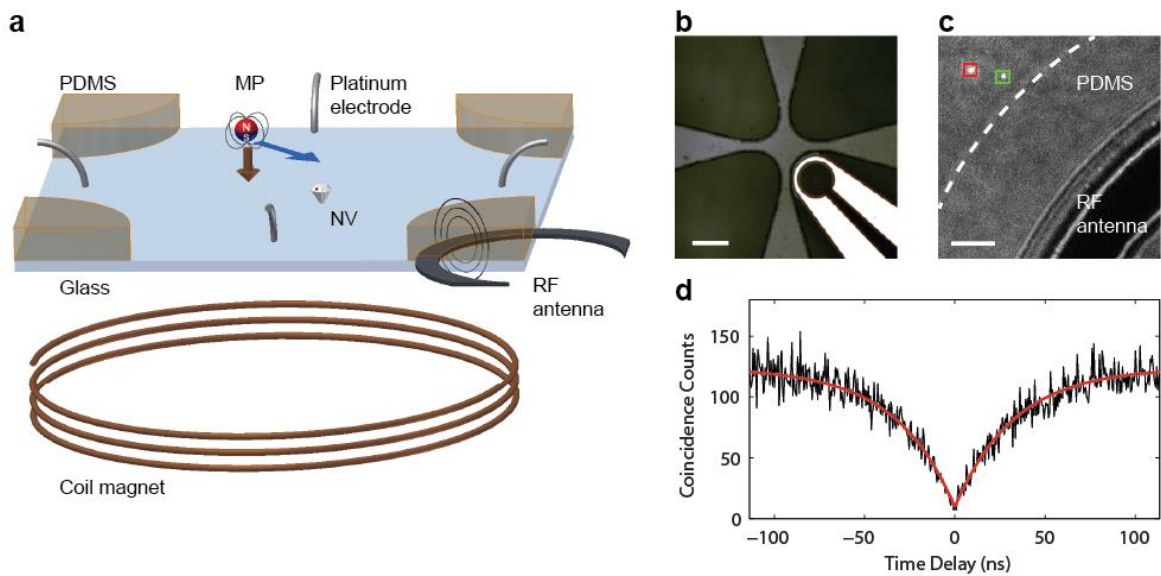 a
PDMS
MP
Platinum
electrode
N
S
NV
Glass
RF
antenna
Coil magnet
b
c
PDMS
RF
antenna
d
Coincidence Counts
150
100
50
0
−100
−50
0
50
100
Time Delay (ns)